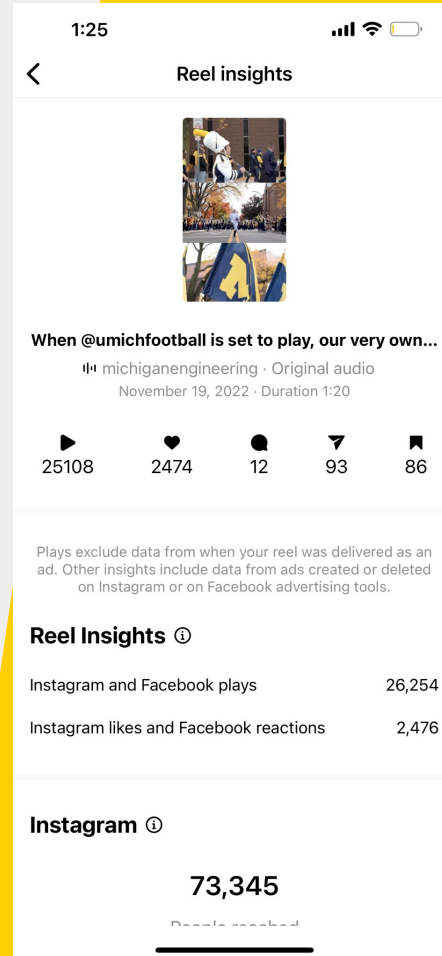 1:25
Reel insights
When @umichfootball is set to play, our very own...
michiganengineering · Original audio
November 19, 2022 · Duration 1:20
25108 2474 12 93 86
Plays exclude data from when your reel was delivered as an
ad. Other insights include data from ads created or deleted
on Instagram or on Facebook advertising tools.
Reel Insights
Instagram and Facebook plays 26,254
Instagram likes and Facebook reactions 2,476
Instagram
73,345
People reached